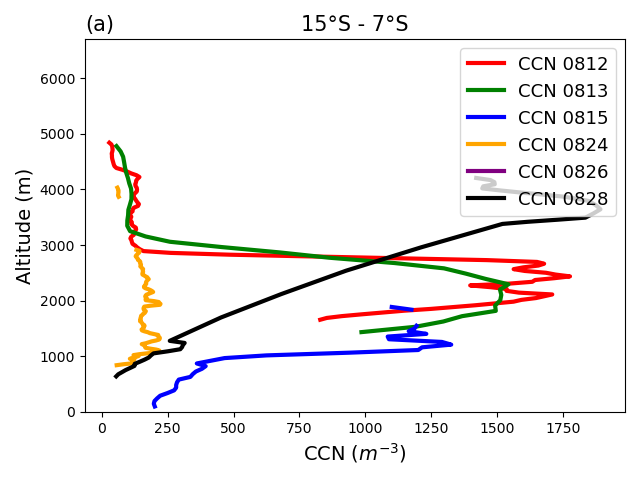 (a)
15°S - 7°S
CCN 0812
CCN 0813
CCN 0815
CCN 0824
CCN 0826
CCN 0828
Altitude (m)
6000
5000
4000
3000
2000
1000
0
0 250 500 750 1000 1250 1500 1750
CCN (m⁻³)